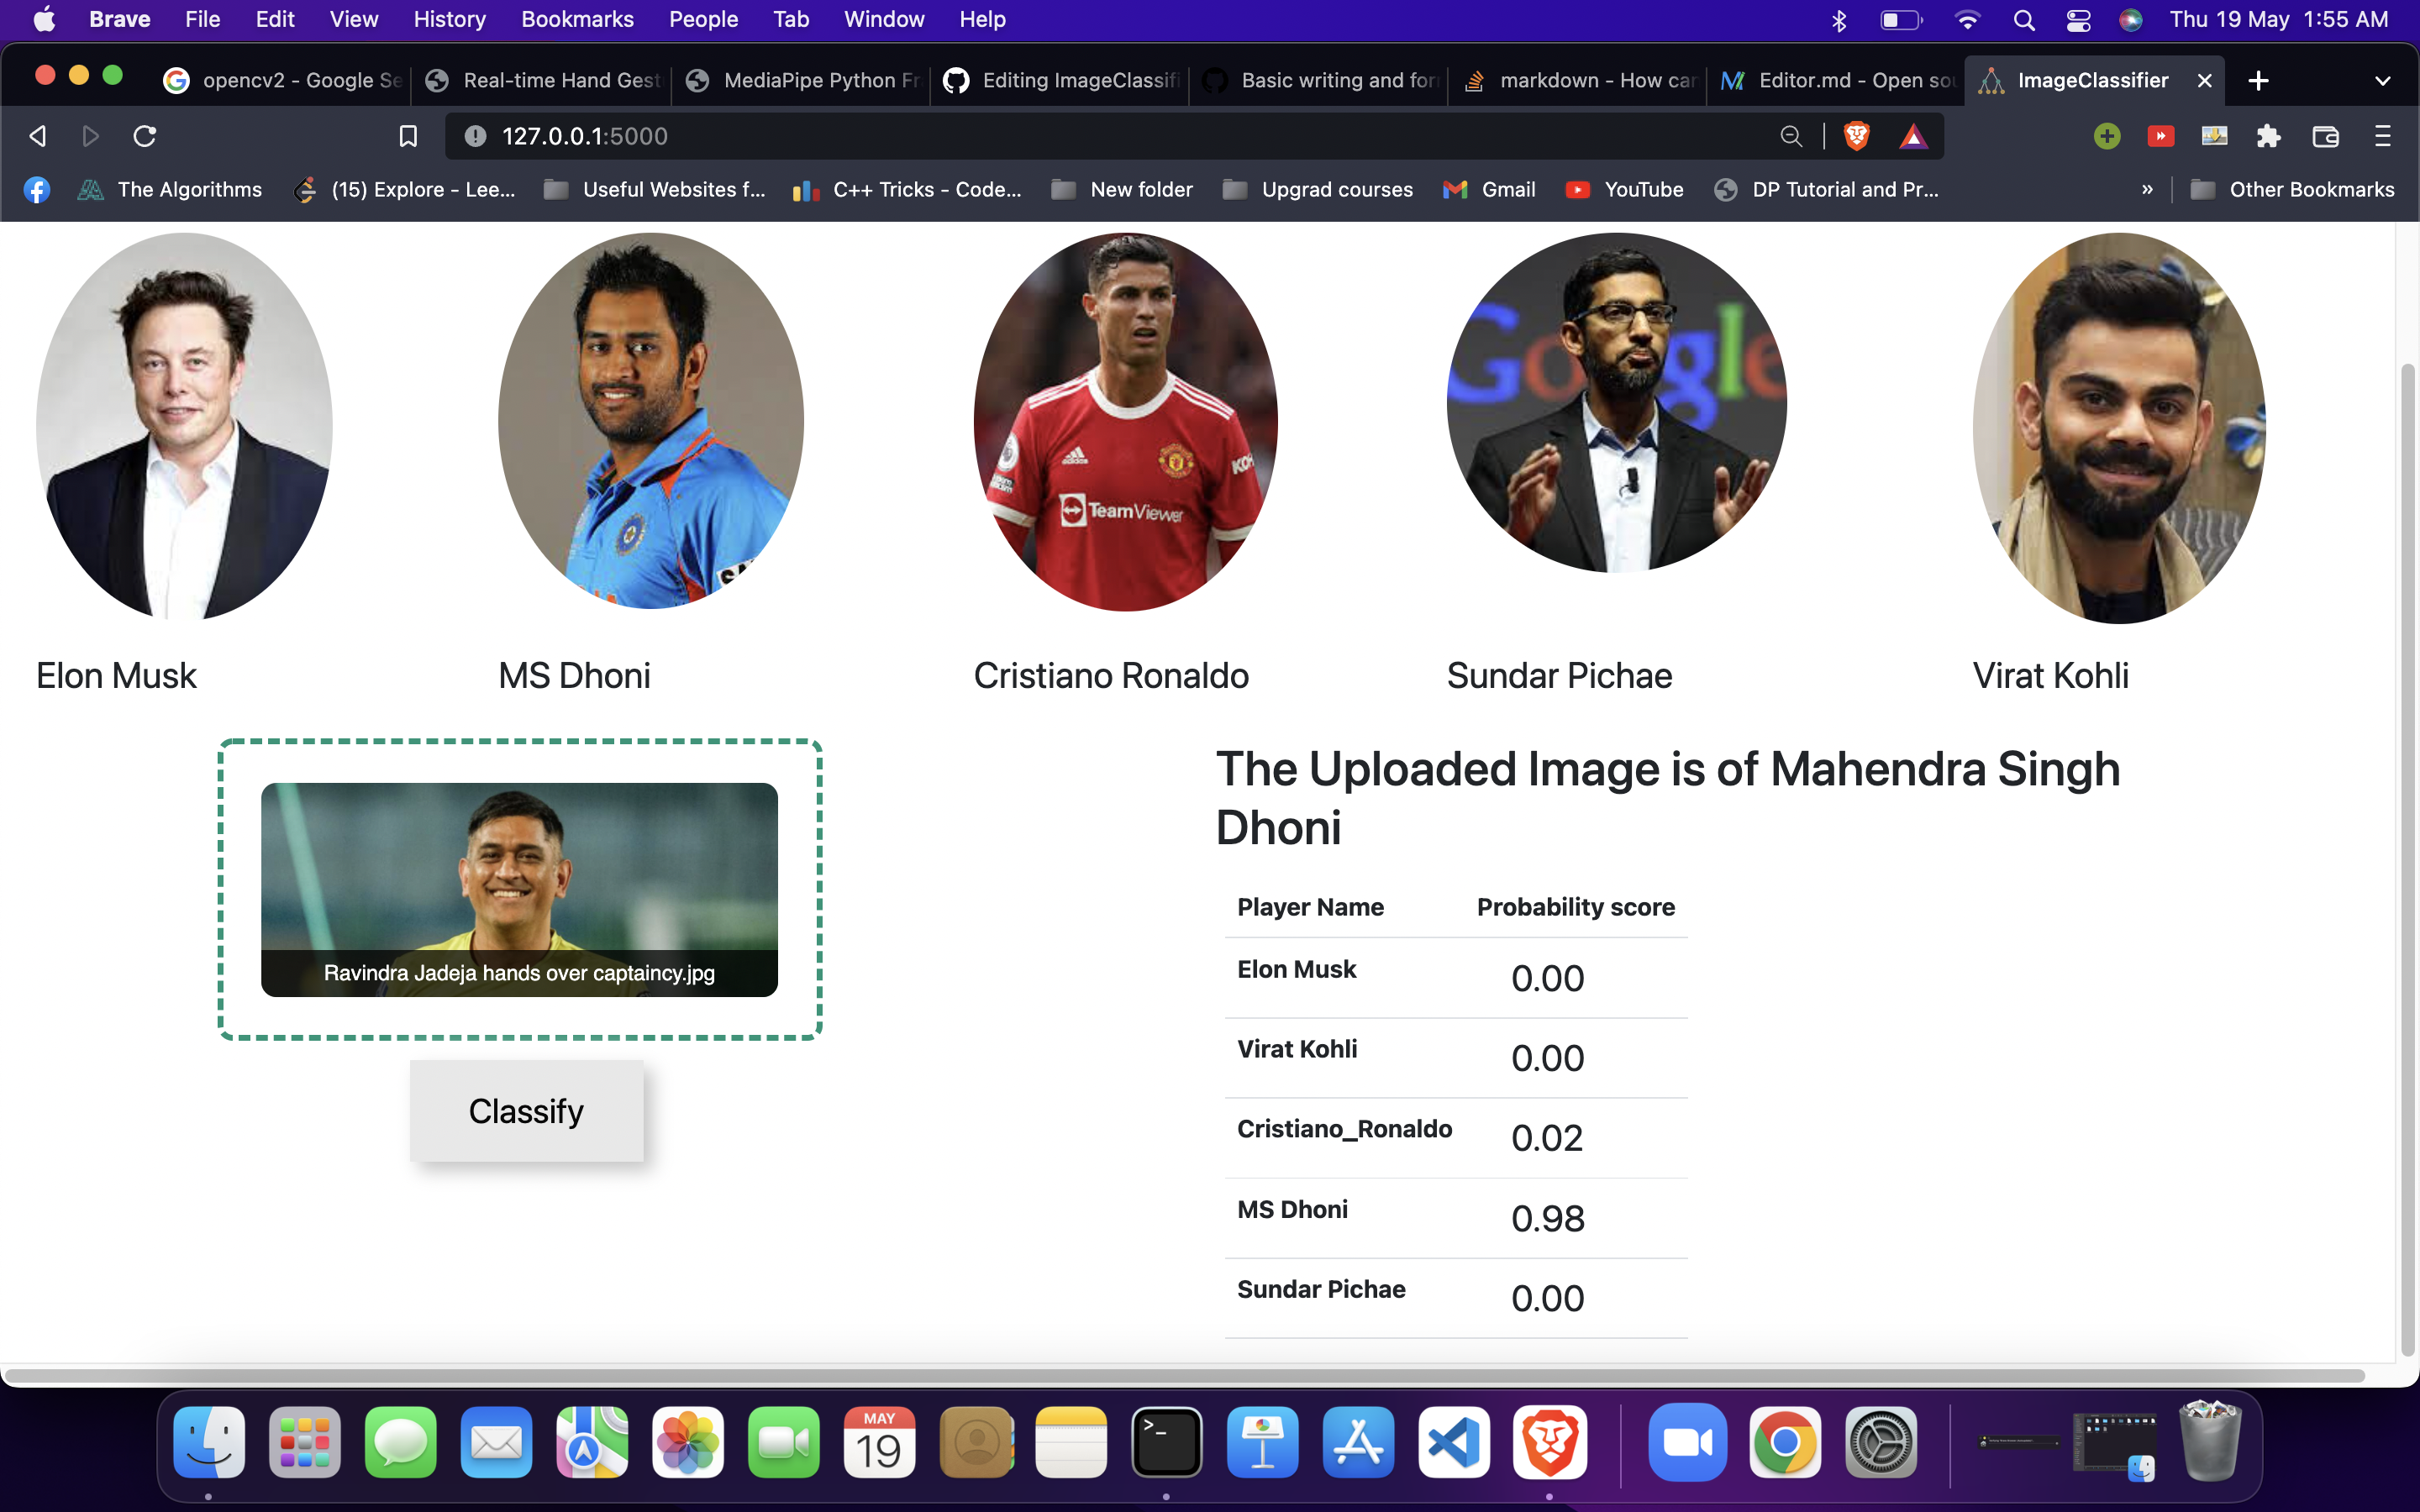 Brave File Edit View History Bookmarks People Tab Window Help Thu 19 May 1:55 AM
opencv2 - Google Se Real-time Hand Gest MediaPipe Python Fr Editing ImageClassifi Basic writing and for markdown - How can Editor.md - Open sou ImageClassifier
127.0.0.1:5000
The Algorithms (15) Explore - Lee... Useful Websites f... C++ Tricks - Code... New folder Upgrad courses Gmail YouTube DP Tutorial and Pr... » Other Bookmarks
Google
TeamViewer
adidas
Elon Musk MS Dhoni Cristiano Ronaldo Sundar Pichae Virat Kohli
The Uploaded Image is of Mahendra Singh
Dhoni
Ravindra Jadeja hands over captaincy.jpg
Classify
Player Name Probability score
Elon Musk 0.00
Virat Kohli 0.00
Cristiano_Ronaldo 0.02
MS Dhoni 0.98
Sundar Pichae 0.00
MAY
19